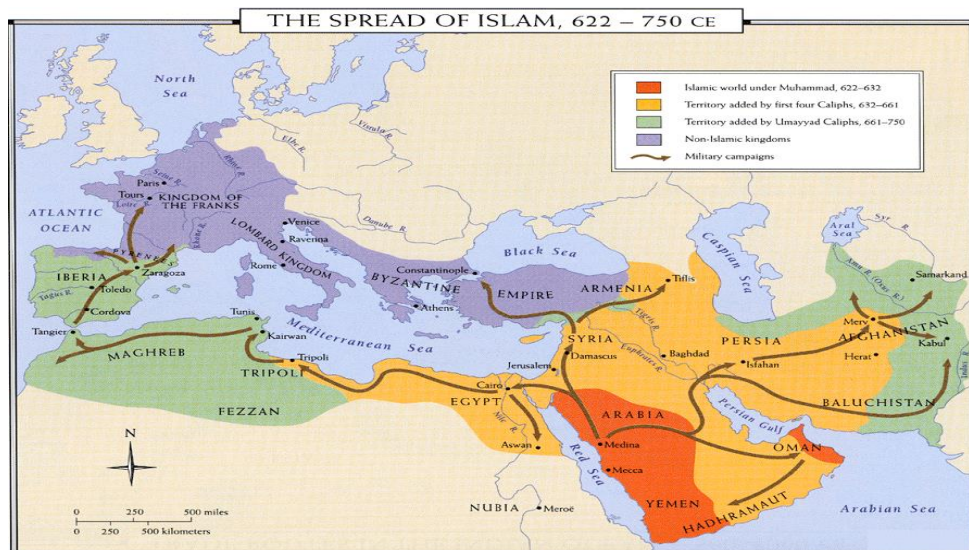 THE SPREAD OF ISLAM, 622 – 750 CE
Islamic world under Muhammad, 622–632
Territory added by first four Caliphs, 632–661
Territory added by Umayyad Caliphs, 661–750
Non-Islamic kingdoms
Military campaigns
North
Sea
Elbe R.
Vistula R.
Rhine R.
Seine R.
Paris
Tours
Loire R.
KINGDOM OF
THE FRANKS
ATLANTIC
OCEAN
Rhône R.
LOMBARD KINGDOM
Venice
Ravenna
Danube R.
PYRENEES
Zaragoza
IBERIA
Toledo
Tagus R.
Cordova
Tangier
Rome
Black Sea
Constantinople
BYZANTINE
EMPIRE
Athens
ARMENIA
Tiflis
Caspian Sea
Aral
Sea
Syr R.
Amu R. (Oxus R.)
Samarkand
Merv
AFGHANISTAN
Kabul
Herat
Indus R.
Tunis
Kairwan
Mediterranean Sea
MAGHREB
Tripoli
TRIPOLI
FEZZAN
SYRIA
Damascus
Jerusalem
Tigris R.
Euphrates R.
Baghdad
PERSIA
Isfahan
BALUCHISTAN
Cairo
EGYPT
Nile R.
Aswan
ARABIA
Medina
Mecca
Red Sea
Persian Gulf
OMAN
YEMEN
HADHRAMAUT
Arabian Sea
NUBIA
Meroë
N
0 250 500 miles
0 250 500 kilometers